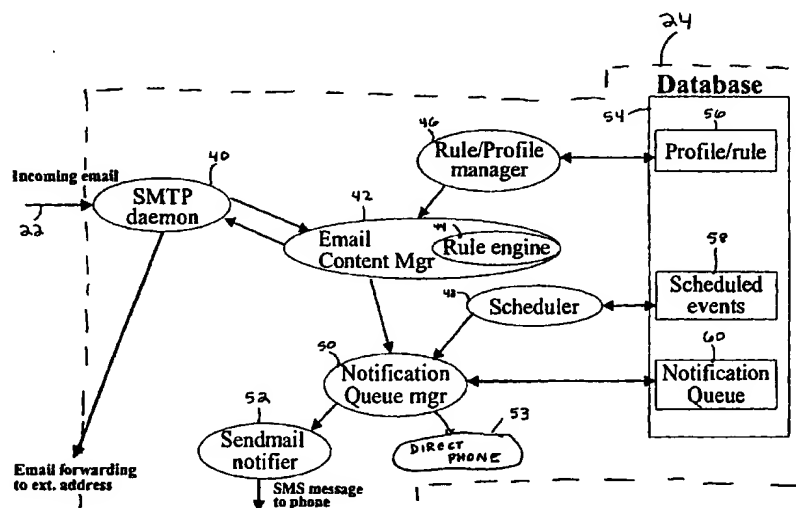 24
Database
54
56
46
Profile/rule
Rule/Profile
manager
40
Incoming email
SMTP
daemon
22
42
44
Email
Content Mgr
Rule engine
58
48
Scheduler
Scheduled
events
50
60
Notification
Queue mgr
Notification
Queue
52
53
Sendmail
notifier
DIRECT
PHONE
Email forwarding
to ext. address
SMS message
to phone